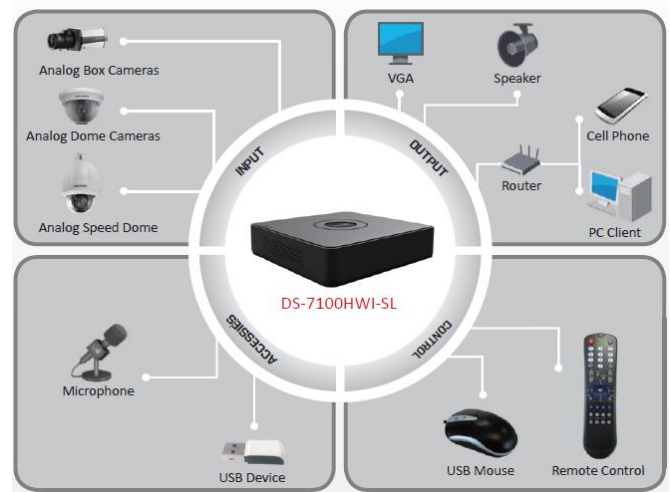 Analog Box Cameras
Analog Dome Cameras
Analog Speed Dome
INPUT
VGA
Speaker
OUTPUT
Cell Phone
Router
PC Client
DS-7100HWI-SL
ACCESSIES
Microphone
USB Device
CONTROL
USB Mouse
Remote Control